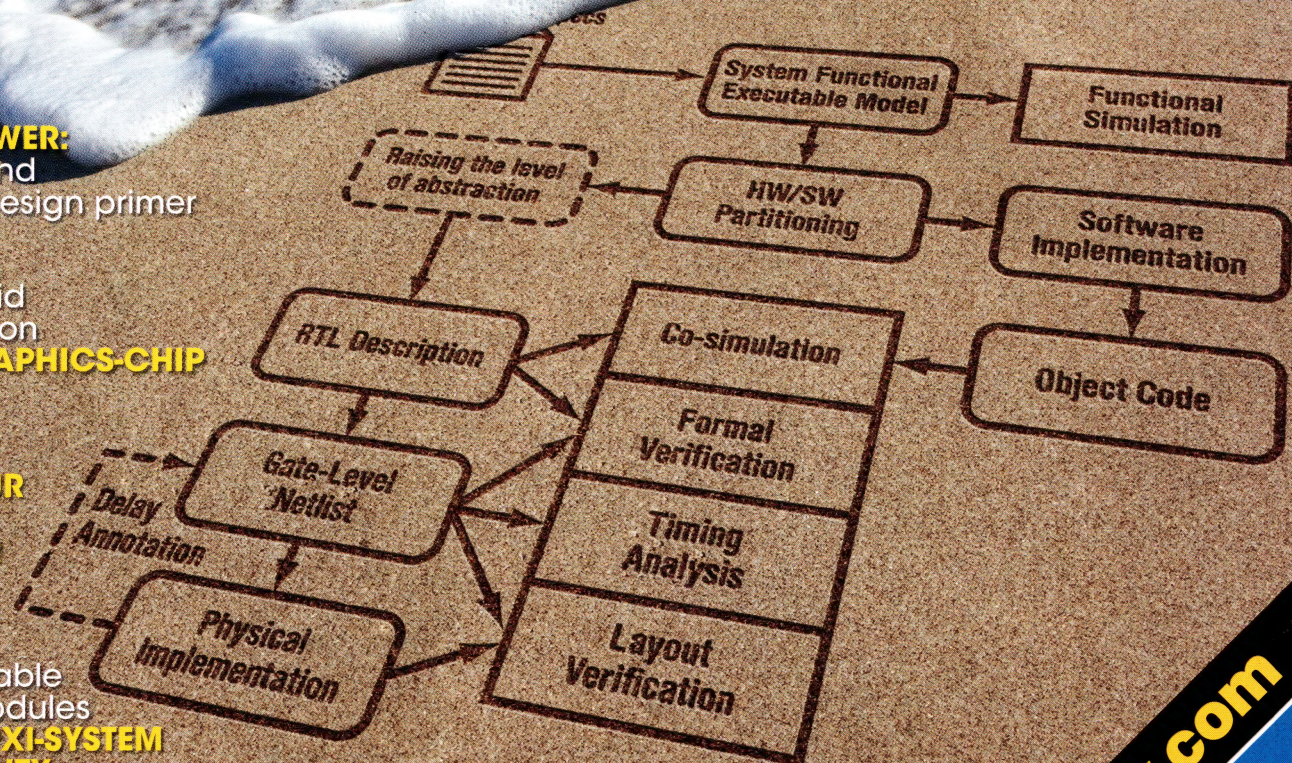 System Functional
Executable Model
Functional
Simulation
Raising the level
of abstraction
HW/SW
Partitioning
Software
Implementation
RTL Description
Co-simulation
Object Code
Formal
Verification
Gate-Level
Netlist
Delay
Annotation
Timing
Analysis
Physical
Implementation
Layout
Verification
WER:
nd
esign primer
id
on
APHICS-CHIP
UR
able
odules
XI-SYSTEM
.com